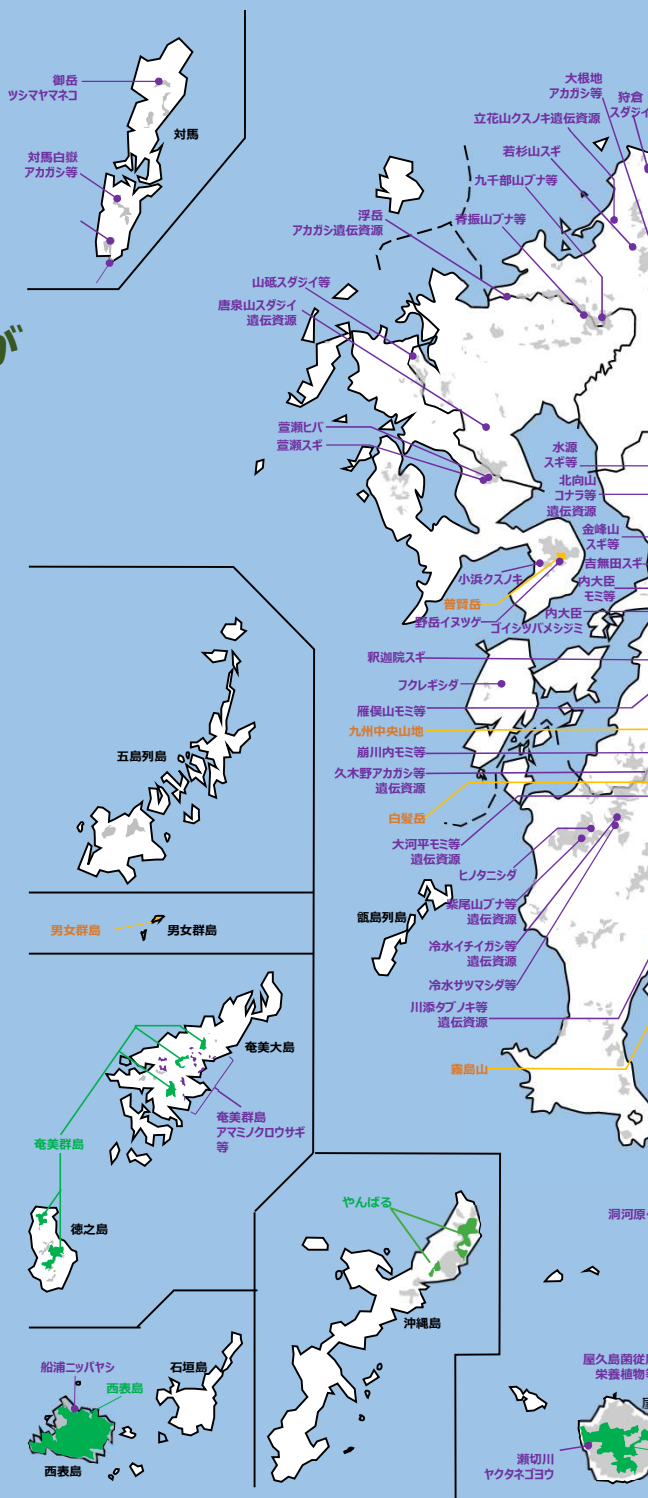 御岳
ツシマヤマネコ
対馬
対馬白嶽
アカガシ等
が
大根地
アカガシ等
狩倉
スダジイ
立花山クスノキ遺伝資源
若杉山スギ
九千部山ブナ等
脊振山ブナ等
浮岳
アカガシ遺伝資源
山砥スダジイ等
唐泉山スダジイ
遺伝資源
萱瀬ヒバ
萱瀬スギ
水源
スギ等
北向山
コナラ等
遺伝資源
金峰山
スギ等
吉無田スギ
内大臣
モミ等
小浜クスノキ
普賢岳
野岳イヌツゲ
内大臣
ゴイシツバメシジミ
釈迦院スギ
フクレギシダ
雁俣山モミ等
九州中央山地
崩川内モミ等
久木野アカガシ等
遺伝資源
白髪岳
大河平モミ等
遺伝資源
ヒノタニシダ
紫尾山ブナ等
遺伝資源
冷水イチイガシ等
遺伝資源
冷水サツマシダ等
川添タブノキ等
遺伝資源
霧島山
五島列島
男女群島
男女群島
甑島列島
奄美大島
奄美群島
アマミノクロウサギ
等
奄美群島
徳之島
やんばる
沖縄島
洞河原
船浦ニッパヤシ
西表島
石垣島
西表島
屋久島菌従属
栄養植物等
瀬切川
ヤクタネゴヨウ